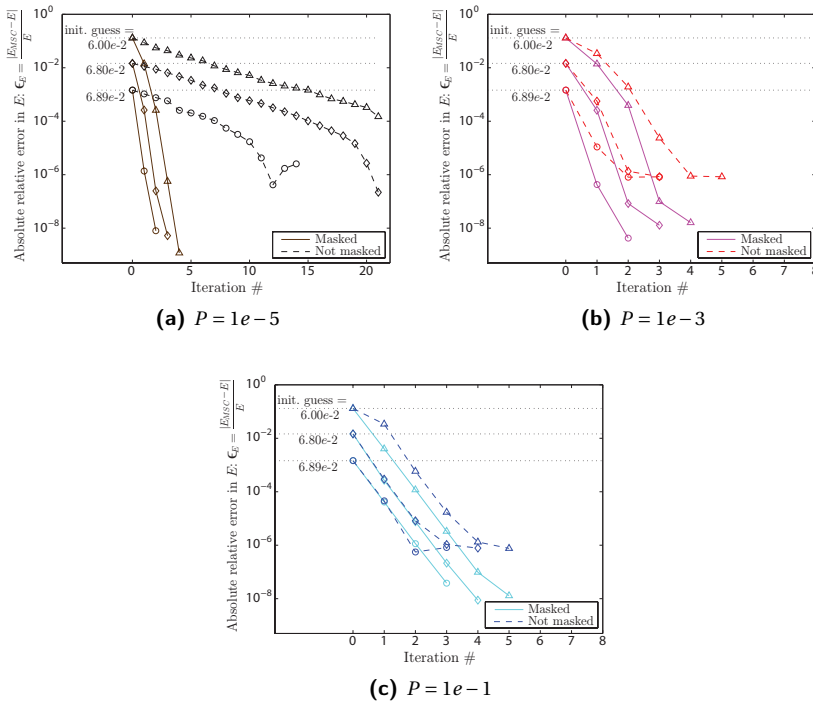 Absolute relative error in E: ϵ_E = |E_MSC−E| / E
10^0
10^−2
10^−4
10^−6
10^−8
init. guess =
6.00e-2
6.80e-2
6.89e-2
Masked
Not masked
0 5 10 15 20
Iteration #
(a) P = 1e−5
Absolute relative error in E: ϵ_E = |E_MSC−E| / E
10^0
10^−2
10^−4
10^−6
10^−8
init. guess =
6.00e-2
6.80e-2
6.89e-2
Masked
Not masked
0 1 2 3 4 5 6 7 8
Iteration #
(b) P = 1e−3
Absolute relative error in E: ϵ_E = |E_MSC−E| / E
10^0
10^−2
10^−4
10^−6
10^−8
init. guess =
6.00e-2
6.80e-2
6.89e-2
Masked
Not masked
0 1 2 3 4 5 6 7 8
Iteration #
(c) P = 1e−1